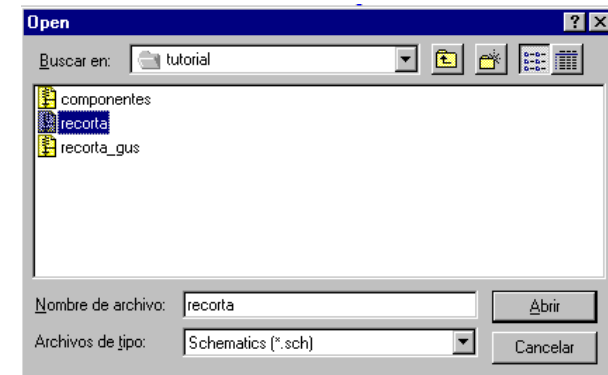 Open
Buscar en: tutorial
componentes
recorta
recorta_gus
Nombre de archivo: recorta Abrir
Archivos de tipo: Schematics (*.sch) Cancelar